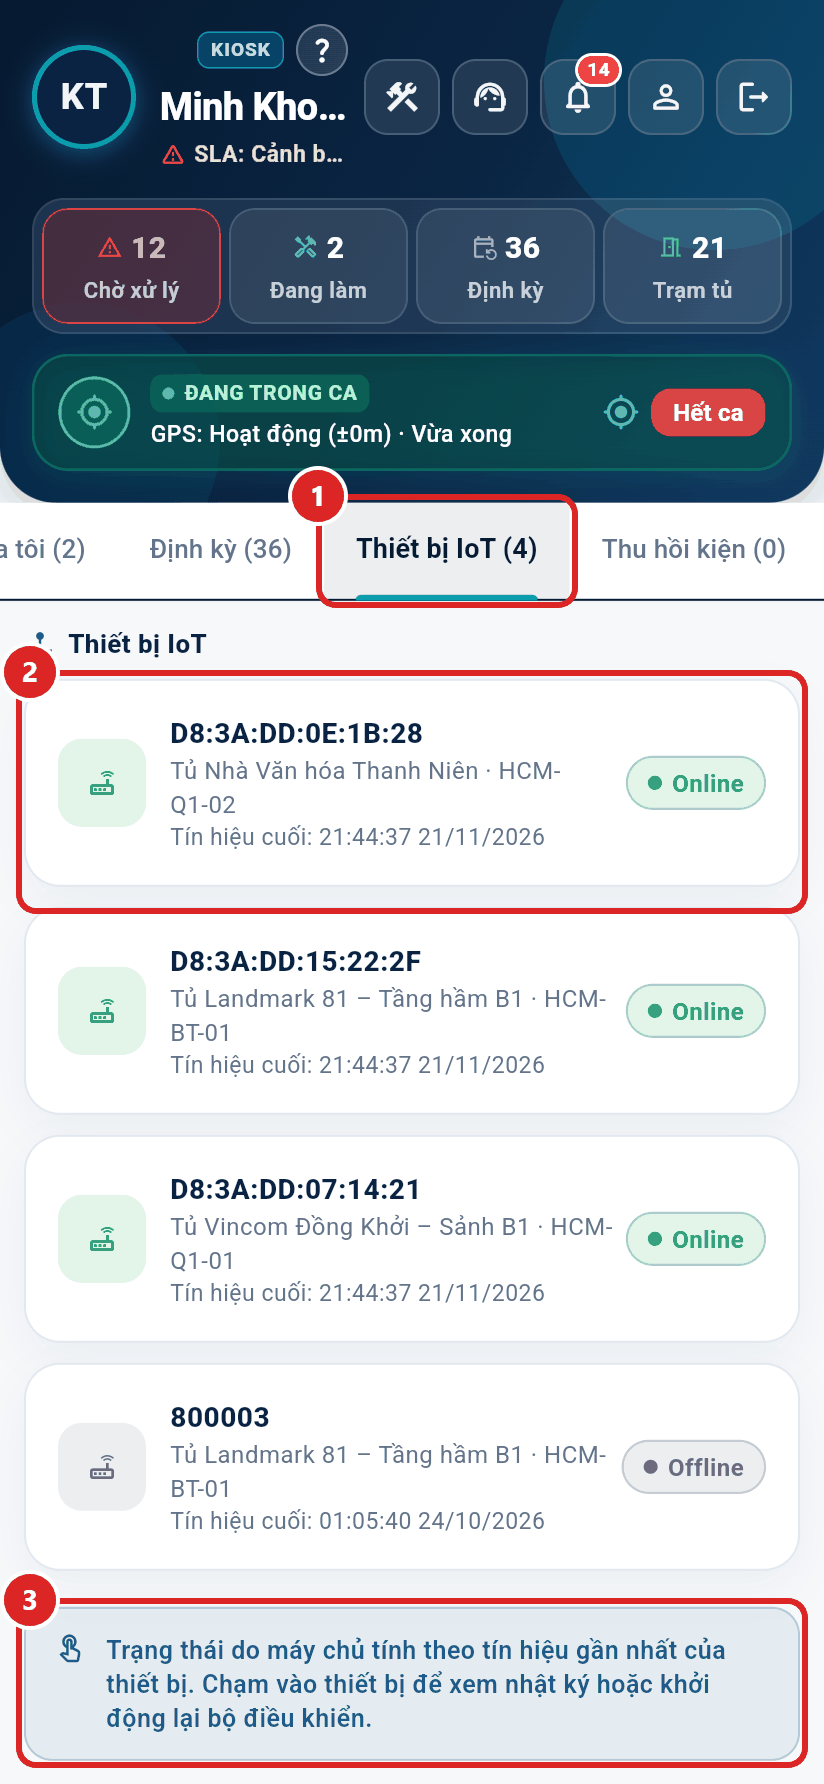 KT
KIOSK
?
Minh Kho...
SLA: Cảnh b...
14
12
Chờ xử lý
2
Đang làm
36
Định kỳ
21
Trạm tủ
ĐANG TRONG CA
GPS: Hoạt động (±0m) · Vừa xong
Hết ca
1
a tôi (2)
Định kỳ (36)
Thiết bị IoT (4)
Thu hồi kiện (0)
Thiết bị IoT
2
D8:3A:DD:0E:1B:28
Tủ Nhà Văn hóa Thanh Niên · HCM-
Q1-02
Tín hiệu cuối: 21:44:37 21/11/2026
Online
D8:3A:DD:15:22:2F
Tủ Landmark 81 – Tầng hầm B1 · HCM-
BT-01
Tín hiệu cuối: 21:44:37 21/11/2026
Online
D8:3A:DD:07:14:21
Tủ Vincom Đồng Khởi – Sảnh B1 · HCM-
Q1-01
Tín hiệu cuối: 21:44:37 21/11/2026
Online
800003
Tủ Landmark 81 – Tầng hầm B1 · HCM-
BT-01
Tín hiệu cuối: 01:05:40 24/10/2026
Offline
3
Trạng thái do máy chủ tính theo tín hiệu gần nhất của
thiết bị. Chạm vào thiết bị để xem nhật ký hoặc khởi
động lại bộ điều khiển.